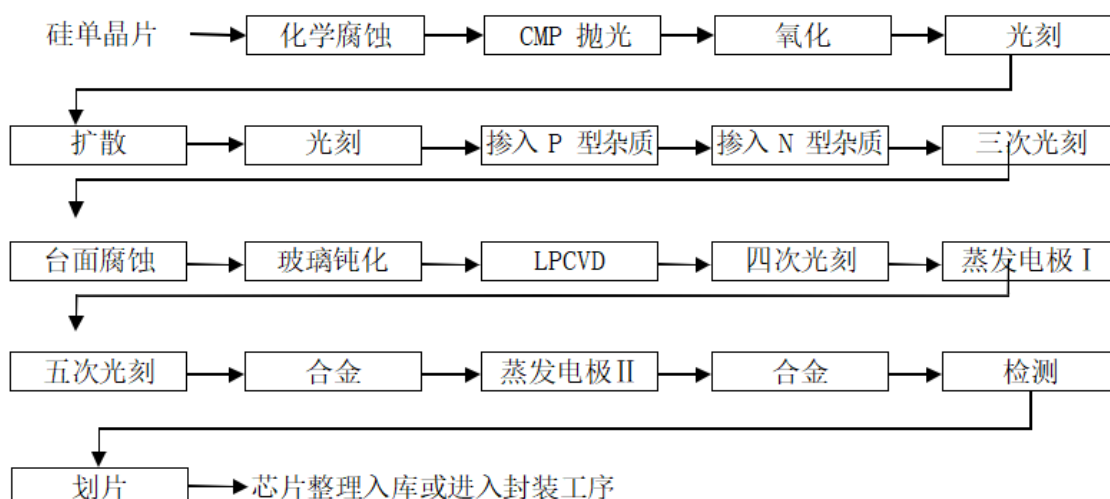 硅单晶片 化学腐蚀 CMP 抛光 氧化 光刻
扩散 光刻 掺入 P 型杂质 掺入 N 型杂质 三次光刻
台面腐蚀 玻璃钝化 LPCVD 四次光刻 蒸发电极Ⅰ
五次光刻 合金 蒸发电极Ⅱ 合金 检测
划片 芯片整理入库或进入封装工序